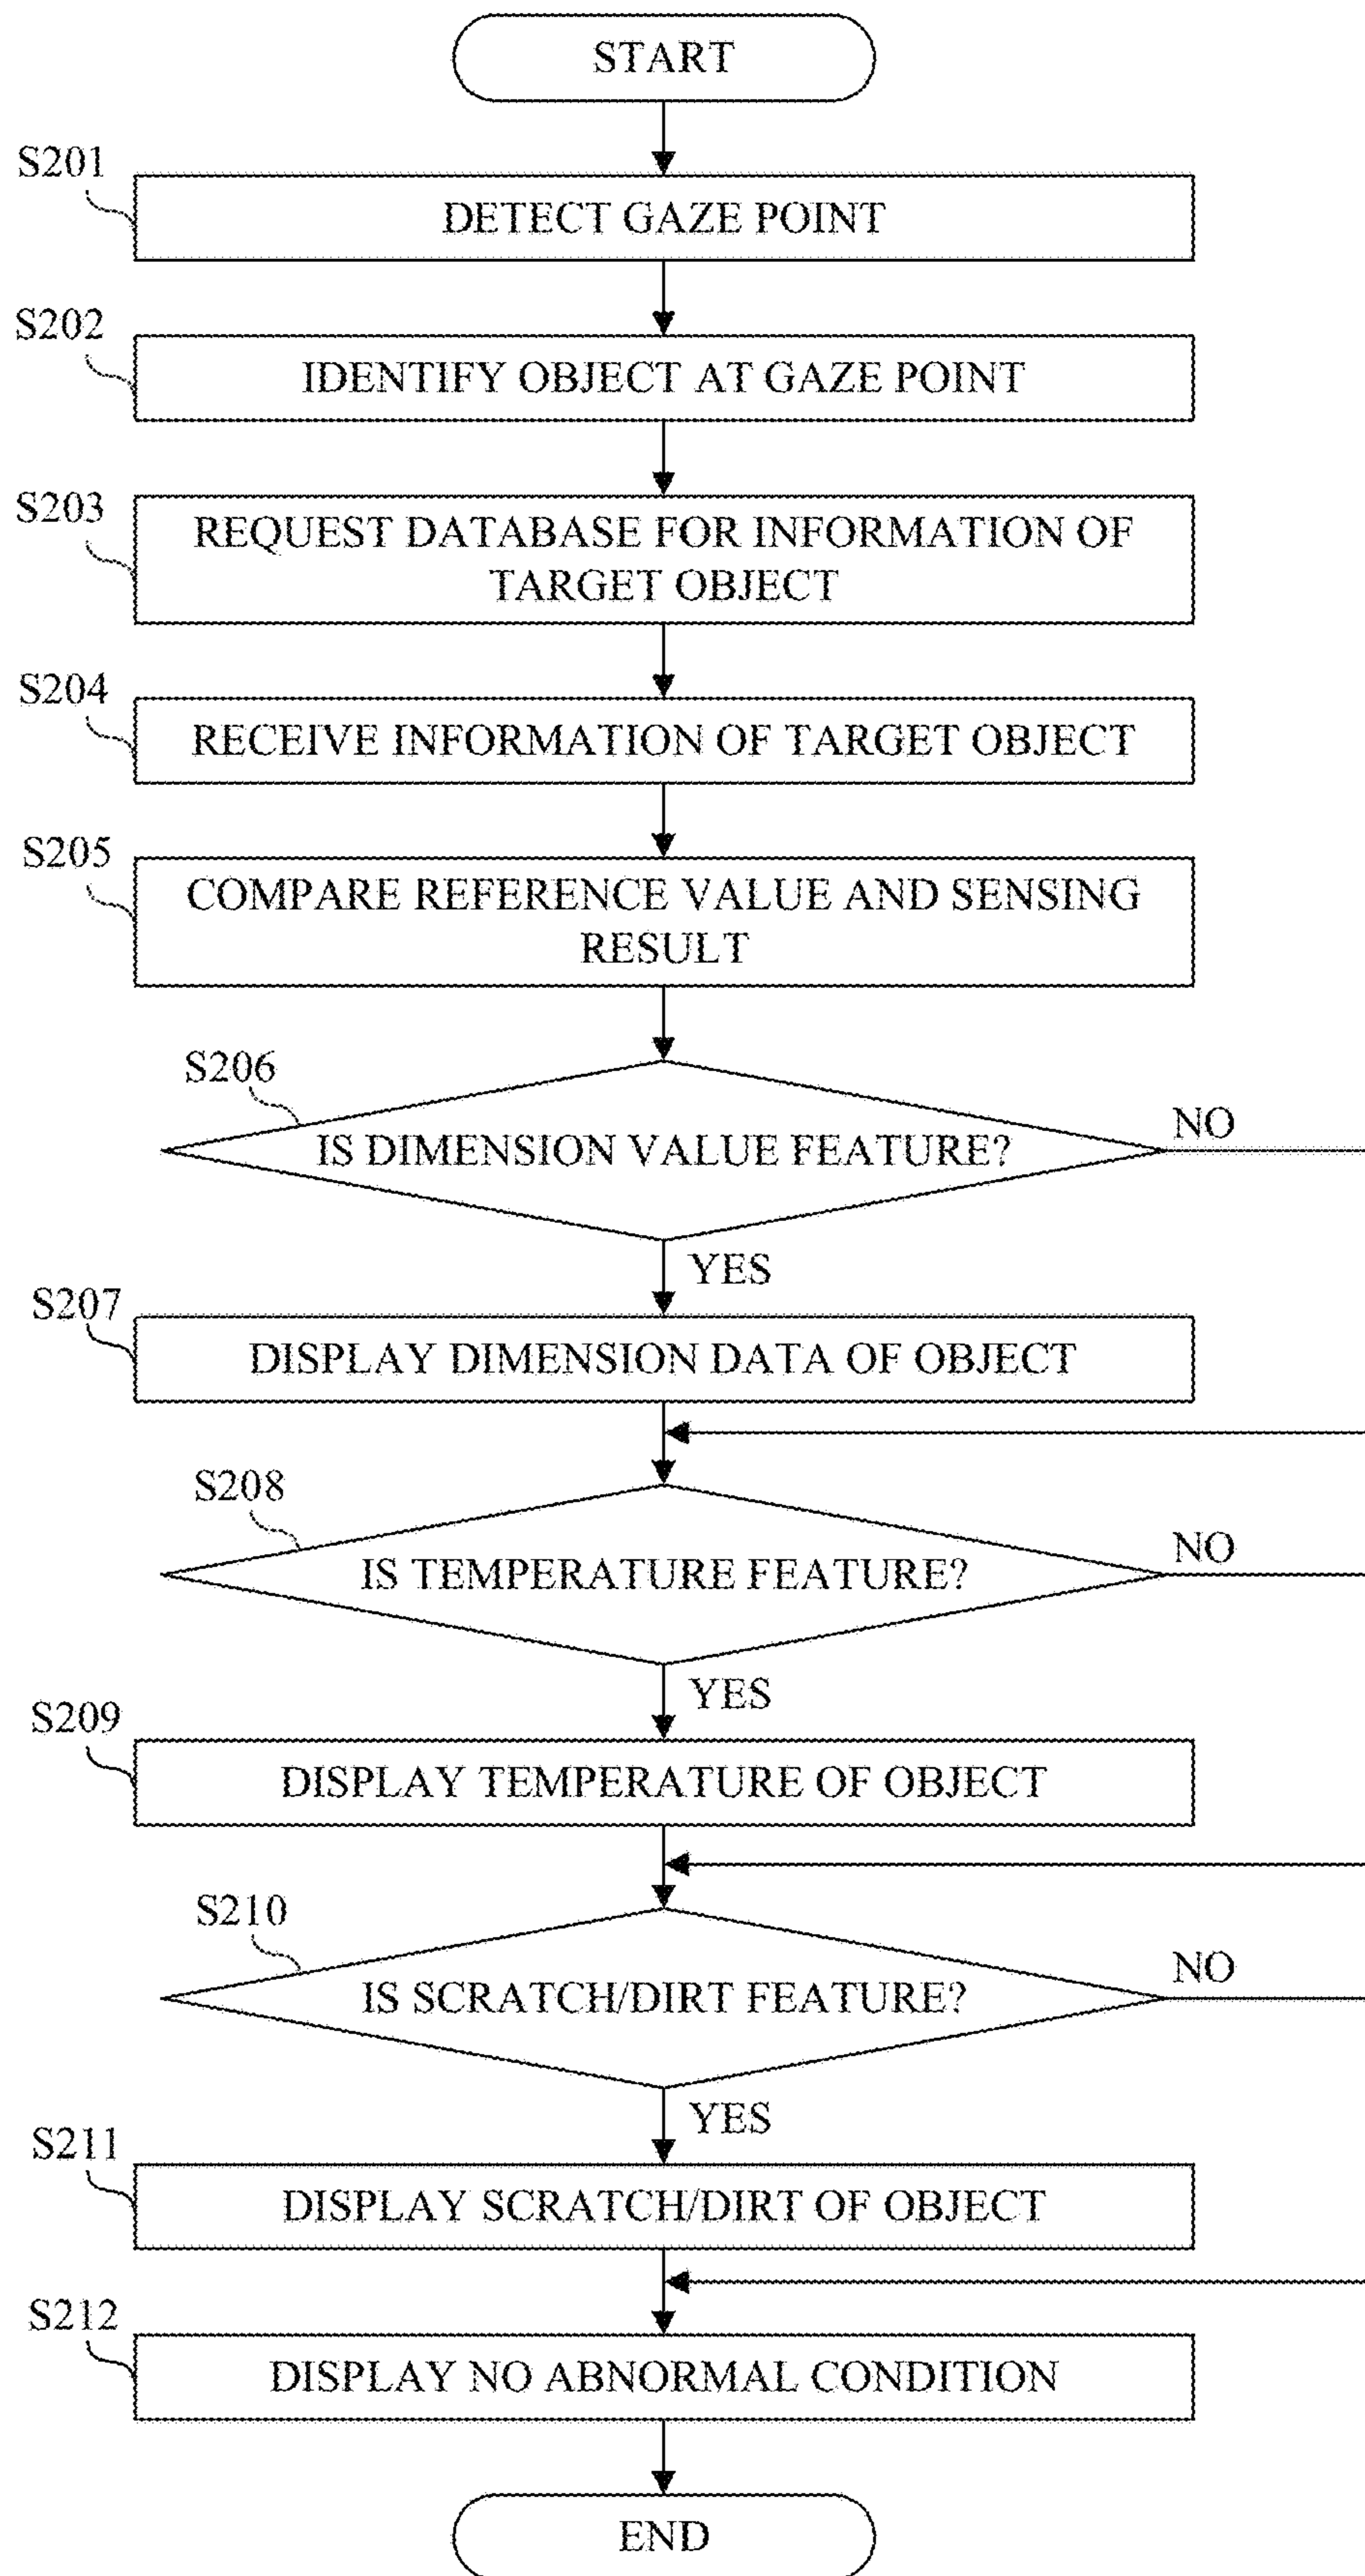 START
S201
DETECT GAZE POINT
S202
IDENTIFY OBJECT AT GAZE POINT
S203
REQUEST DATABASE FOR INFORMATION OF
TARGET OBJECT
S204
RECEIVE INFORMATION OF TARGET OBJECT
S205
COMPARE REFERENCE VALUE AND SENSING
RESULT
S206
IS DIMENSION VALUE FEATURE?
NO
YES
S207
DISPLAY DIMENSION DATA OF OBJECT
S208
IS TEMPERATURE FEATURE?
NO
YES
S209
DISPLAY TEMPERATURE OF OBJECT
S210
IS SCRATCH/DIRT FEATURE?
NO
YES
S211
DISPLAY SCRATCH/DIRT OF OBJECT
S212
DISPLAY NO ABNORMAL CONDITION
END